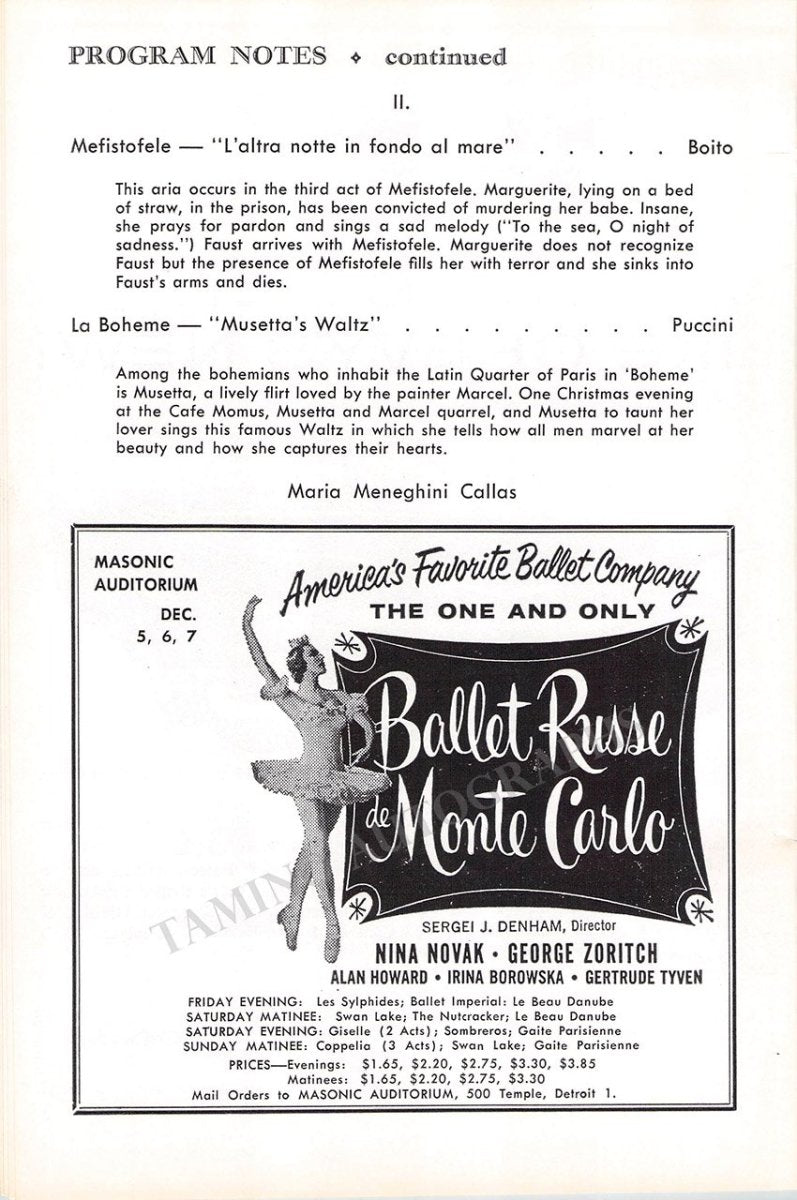 PROGRAM NOTES ⬥ continued
II.
Mefistofele — "L'altra notte in fondo al mare" . . . . . Boito
This aria occurs in the third act of Mefistofele. Marguerite, lying on a bed
of straw, in the prison, has been convicted of murdering her babe. Insane,
she prays for pardon and sings a sad melody ("To the sea, O night of
sadness.") Faust arrives with Mefistofele. Marguerite does not recognize
Faust but the presence of Mefistofele fills her with terror and she sinks into
Faust's arms and dies.
La Boheme — "Musetta's Waltz" . . . . . . . . . Puccini
Among the bohemians who inhabit the Latin Quarter of Paris in 'Boheme'
is Musetta, a lively flirt loved by the painter Marcel. One Christmas evening
at the Cafe Momus, Musetta and Marcel quarrel, and Musetta to taunt her
lover sings this famous Waltz in which she tells how all men marvel at her
beauty and how she captures their hearts.
Maria Meneghini Callas
MASONIC
AUDITORIUM
DEC.
5, 6, 7
America's Favorite Ballet Company
THE ONE AND ONLY
Ballet Russe
de Monte Carlo
TAMINO AUTOGRAPHS
SERGEI J. DENHAM, Director
NINA NOVAK • GEORGE ZORITCH
ALAN HOWARD • IRINA BOROWSKA • GERTRUDE TYVEN
FRIDAY EVENING: Les Sylphides; Ballet Imperial: Le Beau Danube
SATURDAY MATINEE: Swan Lake; The Nutcracker; Le Beau Danube
SATURDAY EVENING: Giselle (2 Acts); Sombreros; Gaite Parisienne
SUNDAY MATINEE: Coppelia (3 Acts); Swan Lake; Gaite Parisienne
PRICES—Evenings: $1.65, $2.20, $2.75, $3.30, $3.85
Matinees: $1.65, $2.20, $2.75, $3.30
Mail Orders to MASONIC AUDITORIUM, 500 Temple, Detroit 1.